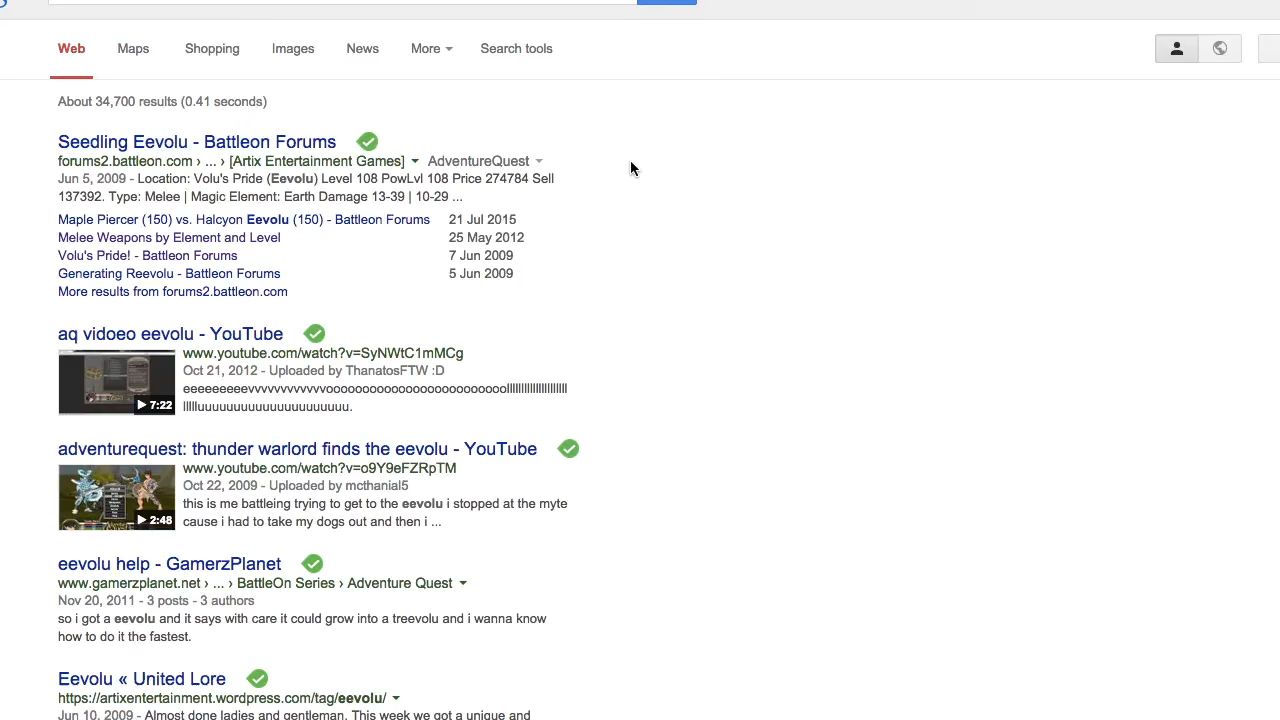 Web Maps Shopping Images News More Search tools
About 34,700 results (0.41 seconds)
Seedling Eevolu - Battleon Forums
forums2.battleon.com › ... › [Artix Entertainment Games] AdventureQuest
Jun 5, 2009 - Location: Volu's Pride (Eevolu) Level 108 PowLvl 108 Price 274784 Sell
137392. Type: Melee | Magic Element: Earth Damage 13-39 | 10-29 ...
Maple Piercer (150) vs. Halcyon Eevolu (150) - Battleon Forums 21 Jul 2015
Melee Weapons by Element and Level 25 May 2012
Volu's Pride! - Battleon Forums 7 Jun 2009
Generating Reevolu - Battleon Forums 5 Jun 2009
More results from forums2.battleon.com
aq vidoeo eevolu - YouTube
www.youtube.com/watch?v=SyNWtC1mMCg
Oct 21, 2012 - Uploaded by ThanatosFTW :D
7:22
adventurequest: thunder warlord finds the eevolu - YouTube
www.youtube.com/watch?v=o9Y9eFZRpTM
Oct 22, 2009 - Uploaded by mcthanial5
this is me battleing trying to get to the eevolu i stopped at the myte
cause i had to take my dogs out and then i ...
2:48
eevolu help - GamerzPlanet
www.gamerzplanet.net › ... › BattleOn Series › Adventure Quest
Nov 20, 2011 - 3 posts - 3 authors
so i got a eevolu and it says with care it could grow into a treevolu and i wanna know
how to do it the fastest.
Eevolu « United Lore
https://artixentertainment.wordpress.com/tag/eevolu/
Jun 10, 2009 - Almost done ladies and gentleman. This week we got a unique and